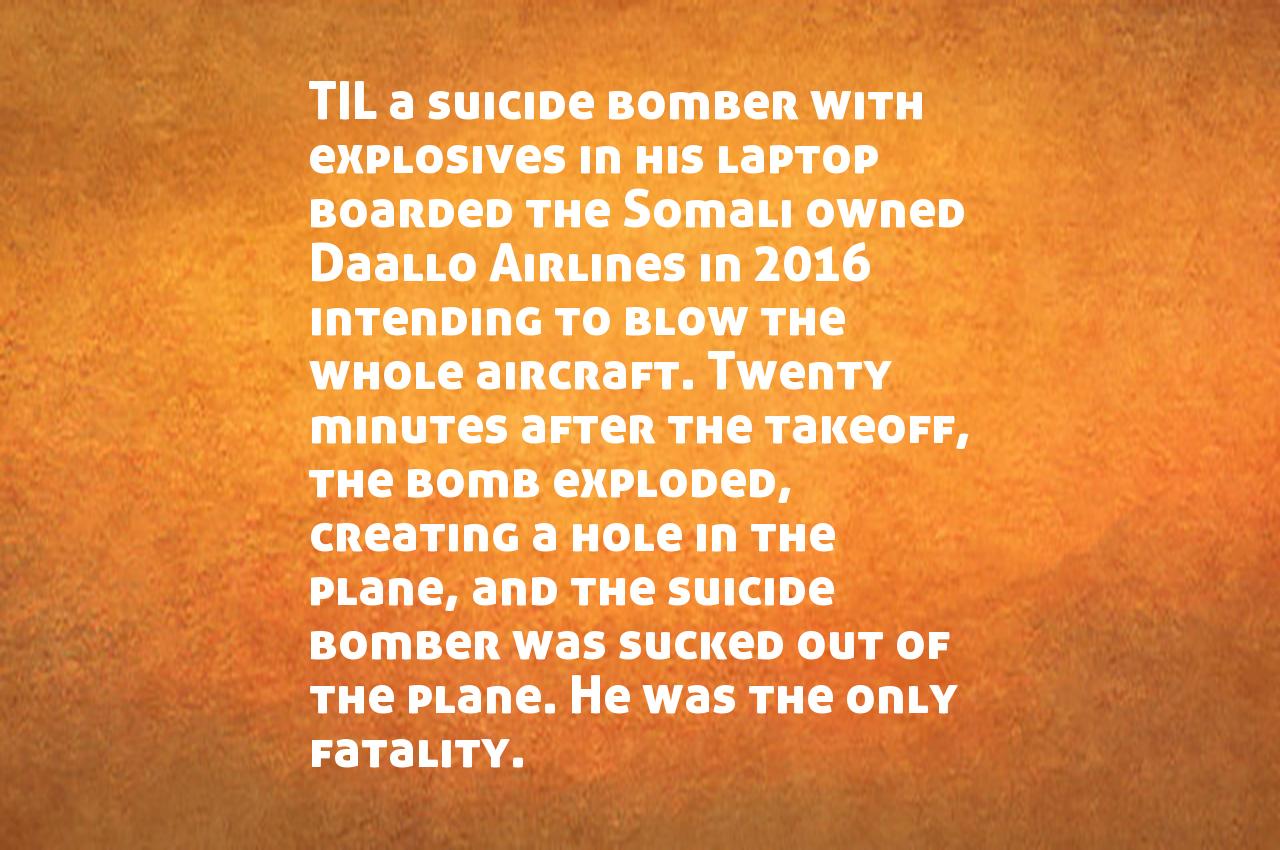 TIL a suicide bomber with
explosives in his laptop
boarded the Somali owned
Daallo Airlines in 2016
intending to blow the
whole aircraft. Twenty
minutes after the takeoff,
the bomb exploded,
creating a hole in the
plane, and the suicide
bomber was sucked out of
the plane. He was the only
fatality.